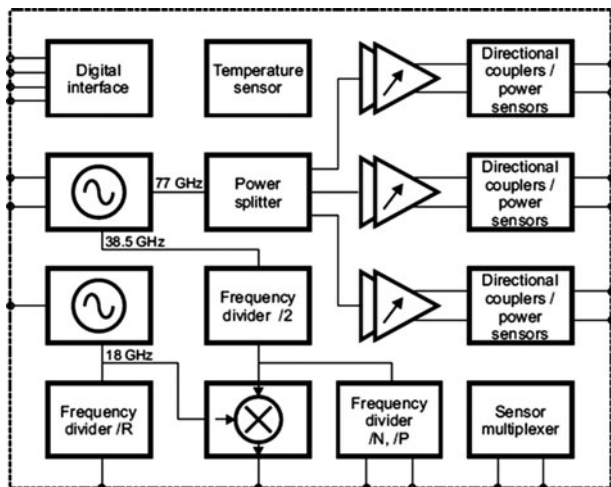 Digital
interface
Temperature
sensor
Directional
couplers /
power
sensors
77 GHz
Power
splitter
Directional
couplers /
power
sensors
38.5 GHz
Frequency
divider /2
Directional
couplers /
power
sensors
18 GHz
Frequency
divider /R
Frequency
divider
/N, /P
Sensor
multiplexer